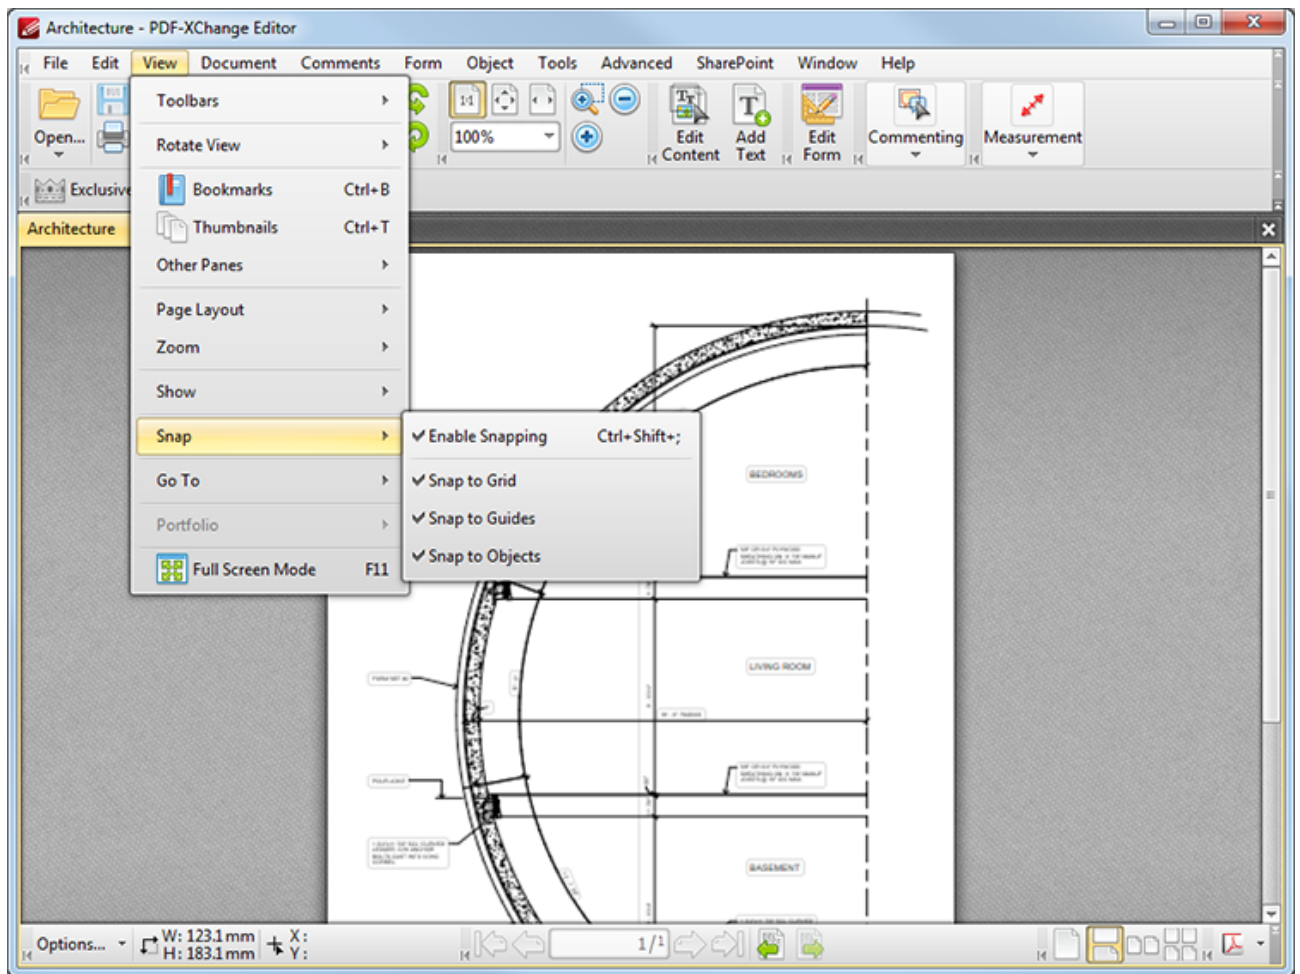 Architecture - PDF-XChange Editor
File Edit View Document Comments Form Object Tools Advanced SharePoint Window Help
Open...
1:1
100%
Edit Content
Add Text
Edit Form
Commenting
Measurement
Exclusive
Architecture
Toolbars
Rotate View
Bookmarks Ctrl+B
Thumbnails Ctrl+T
Other Panes
Page Layout
Zoom
Show
Snap
Go To
Portfolio
Full Screen Mode F11
Enable Snapping Ctrl+Shift+;
Snap to Grid
Snap to Guides
Snap to Objects
BEDROOMS
LIVING ROOM
BASEMENT
Options...
W: 123.1 mm
H: 183.1 mm
X:
Y:
1/1